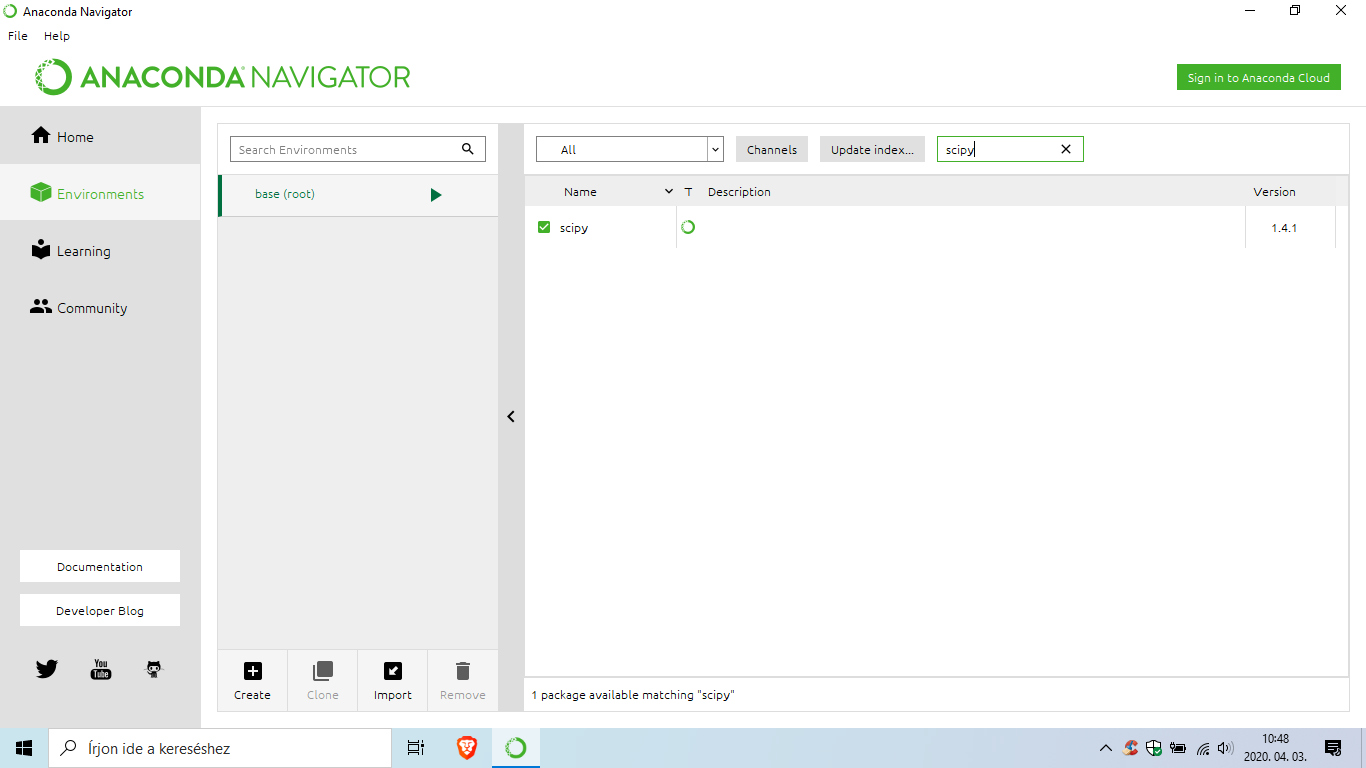 Anaconda Navigator
File Help
ANACONDA NAVIGATOR
Sign in to Anaconda Cloud
Home
Environments
Learning
Community
Documentation
Developer Blog
You
Tube
Search Environments
base (root)
Create Clone Import Remove
All Channels Update index... scipy
Name T Description Version
scipy 1.4.1
1 package available matching "scipy"
Írjon ide a kereséshez
10:48
2020. 04. 03.